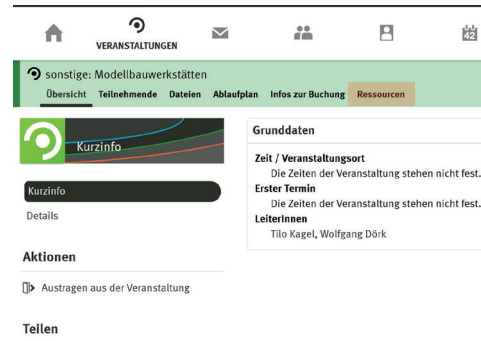 VERANSTALTUNGEN
42
sonstige: Modellbauwerkstätten
Übersicht Teilnehmende Dateien Ablaufplan Infos zur Buchung Ressourcen
Kurzinfo
Kurzinfo
Details
Aktionen
Austragen aus der Veranstaltung
Teilen
Grunddaten
Zeit / Veranstaltungsort
Die Zeiten der Veranstaltung stehen nicht fest.
Erster Termin
Die Zeiten der Veranstaltung stehen nicht fest.
LeiterInnen
Tilo Kagel, Wolfgang Dörk